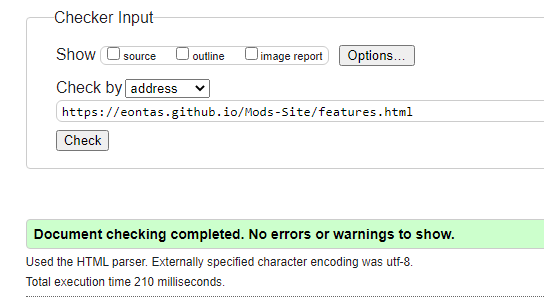 Checker Input
Show source outline image report Options...
Check by address
https://eontas.github.io/Mods-Site/features.html
Check
Document checking completed. No errors or warnings to show.
Used the HTML parser. Externally specified character encoding was utf-8.
Total execution time 210 milliseconds.